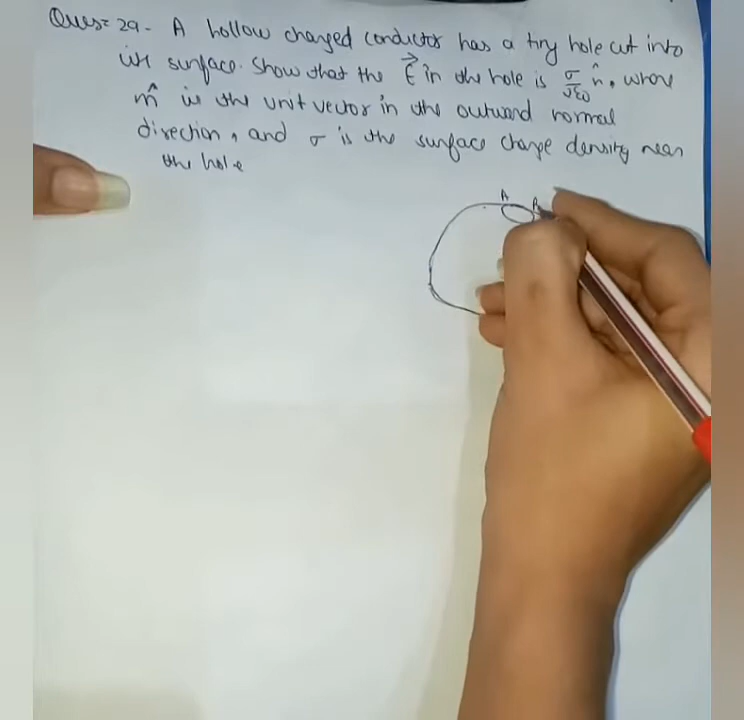 Ques= 29- A hollow charged conductor has a tiny hole cut into
its surface. Show that the E⃗ in the hole is σ/2ε0 n̂, where
n̂ is the unit vector in the outward normal
direction, and σ is the surface charge density near
the hole
A B